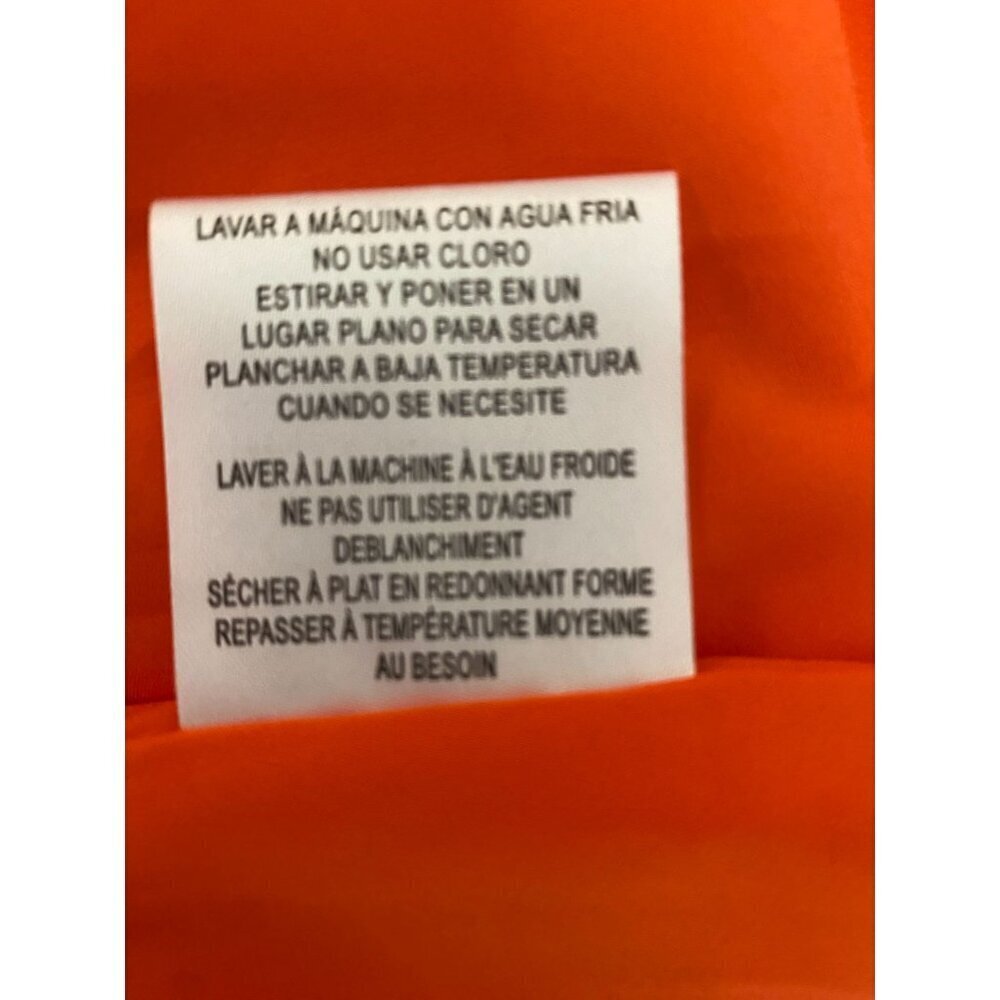 LAVAR A MÁQUINA CON AGUA FRIA
NO USAR CLORO
ESTIRAR Y PONER EN UN
LUGAR PLANO PARA SECAR
PLANCHAR A BAJA TEMPERATURA
CUANDO SE NECESITE
LAVER À LA MACHINE À L'EAU FROIDE
NE PAS UTILISER D'AGENT
DEBLANCHIMENT
SÉCHER À PLAT EN REDONNANT FORME
REPASSER À TEMPÉRATURE MOYENNE
AU BESOIN